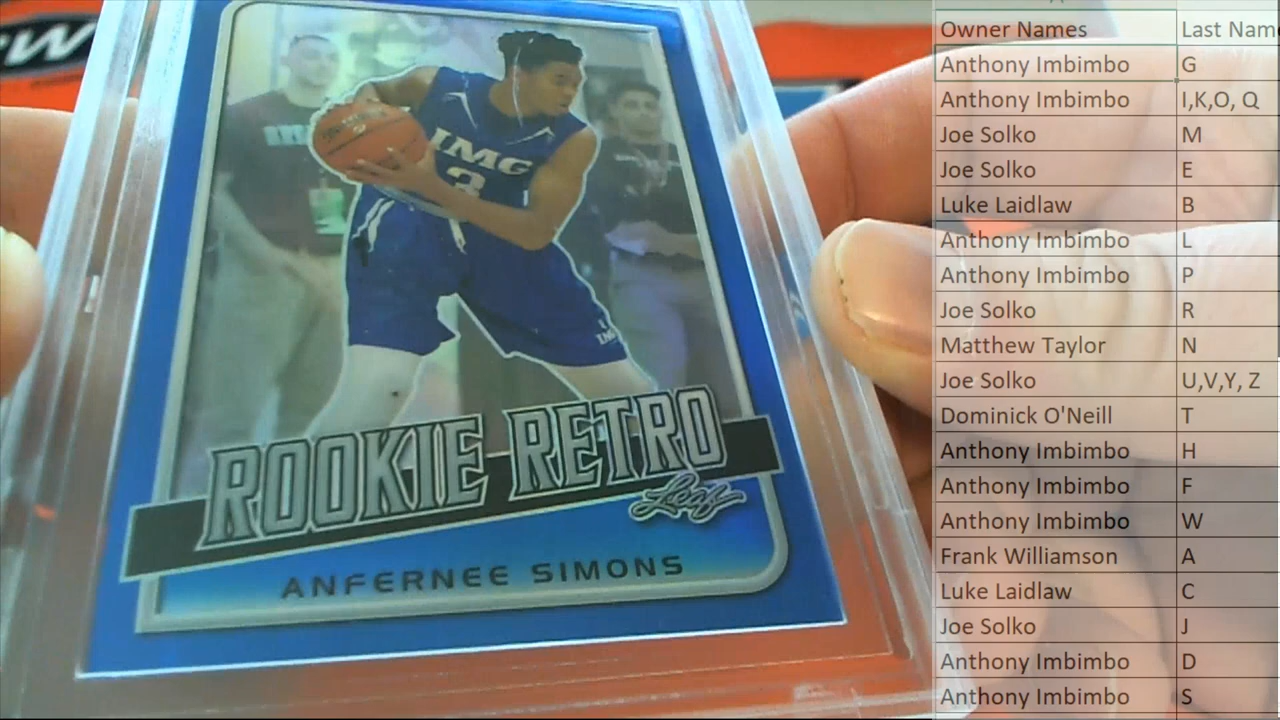 Owner Names Last Nam
Anthony Imbimbo G
Anthony Imbimbo I,K,O, Q
Joe Solko M
Joe Solko E
Luke Laidlaw B
Anthony Imbimbo L
Anthony Imbimbo P
Joe Solko R
Matthew Taylor N
Joe Solko U,V,Y, Z
Dominick O'Neill T
Anthony Imbimbo H
Anthony Imbimbo F
Anthony Imbimbo W
Frank Williamson A
Luke Laidlaw C
Joe Solko J
Anthony Imbimbo D
Anthony Imbimbo S
IMG
3
ROOKIE RETRO
Leaf
ANFERNEE SIMONS